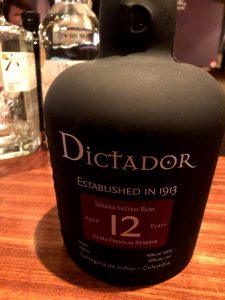 DICTADOR
ESTABLISHED IN 1913
SOLERA SYSTEM RUM
Aged 12 Years
ULTRA PREMIUM RESERVE
Cartagena de Indias - Colombia